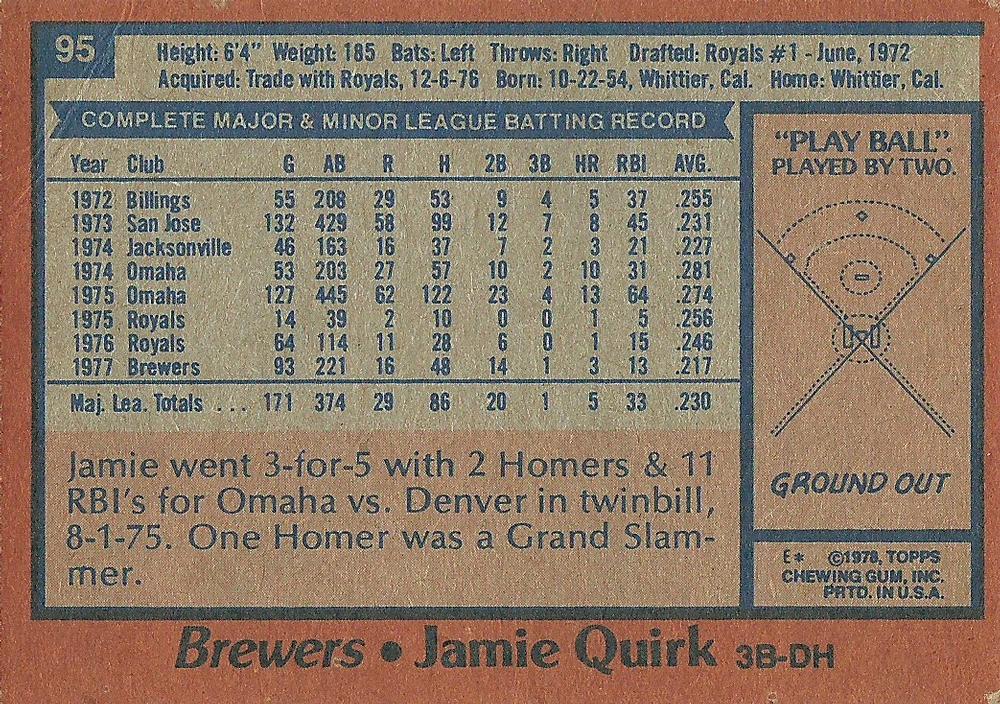 95
Height: 6'4" Weight: 185 Bats: Left Throws: Right Drafted: Royals #1 - June, 1972
Acquired: Trade with Royals, 12-6-76 Born: 10-22-54, Whittier, Cal. Home: Whittier, Cal.
COMPLETE MAJOR & MINOR LEAGUE BATTING RECORD
Year Club G AB R H 2B 3B HR RBI AVG.
1972 Billings 55 208 29 53 9 4 5 37 .255
1973 San Jose 132 429 58 99 12 7 8 45 .231
1974 Jacksonville 46 163 16 37 7 2 3 21 .227
1974 Omaha 53 203 27 57 10 2 10 31 .281
1975 Omaha 127 445 62 122 23 4 13 64 .274
1975 Royals 14 39 2 10 0 0 1 5 .256
1976 Royals 64 114 11 28 6 0 1 15 .246
1977 Brewers 93 221 16 48 14 1 3 13 .217
Maj. Lea. Totals ... 171 374 29 86 20 1 5 33 .230
Jamie went 3-for-5 with 2 Homers & 11
RBI's for Omaha vs. Denver in twinbill,
8-1-75. One Homer was a Grand Slam-
mer.
"PLAY BALL".
PLAYED BY TWO.
GROUND OUT
E* ©1978, TOPPS
CHEWING GUM, INC.
PRTD. IN U.S.A.
Brewers • Jamie Quirk 3B-DH